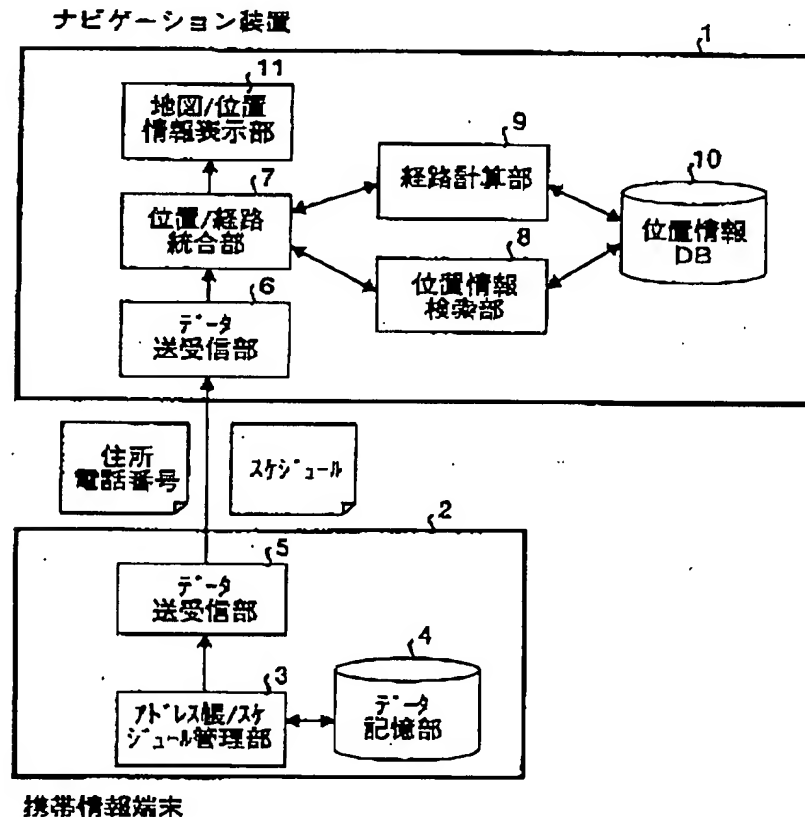 ナビゲーション装置
1
11
地図/位置
情報表示部
9
経路計算部
10
位置情報
DB
7
位置/経路
統合部
8
位置情報
検索部
6
データ
送受信部
住所
電話番号
スケジュール
2
5
データ
送受信部
4
データ
記憶部
3
アドレス帳/スケ
ジュール管理部
携帯情報端末